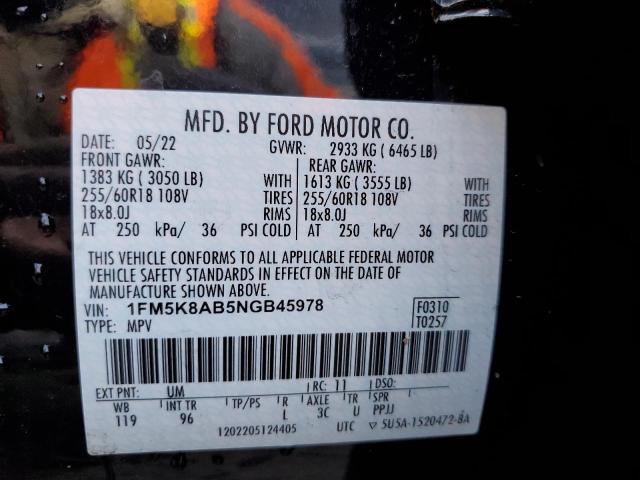 MFD. BY FORD MOTOR CO.
DATE: 05/22 GVWR: 2933 KG ( 6465 LB)
FRONT GAWR: REAR GAWR:
1383 KG ( 3050 LB) WITH 1613 KG ( 3555 LB) WITH
255/60R18 108V TIRES 255/60R18 108V TIRES
18x8.0J RIMS 18x8.0J RIMS
AT 250 kPa/ 36 PSI COLD AT 250 kPa/ 36 PSI COLD
THIS VEHICLE CONFORMS TO ALL APPLICABLE FEDERAL MOTOR
VEHICLE SAFETY STANDARDS IN EFFECT ON THE DATE OF
MANUFACTURE SHOWN ABOVE.
VIN: 1FM5K8AB5NGB45978 F0310
TYPE: MPV T0257
EXT PNT: UM RC: 11 DSO:
WB INT TR TP/PS R AXLE TR SPR
119 96 L 3C U PPJJ
1202205124405 UTC ▽ 5U5A-1520472-BA